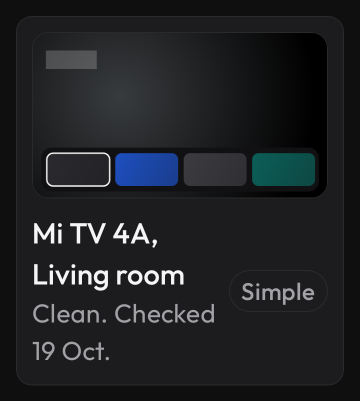 Mi TV 4A,
Living room
Clean. Checked
19 Oct.
Simple